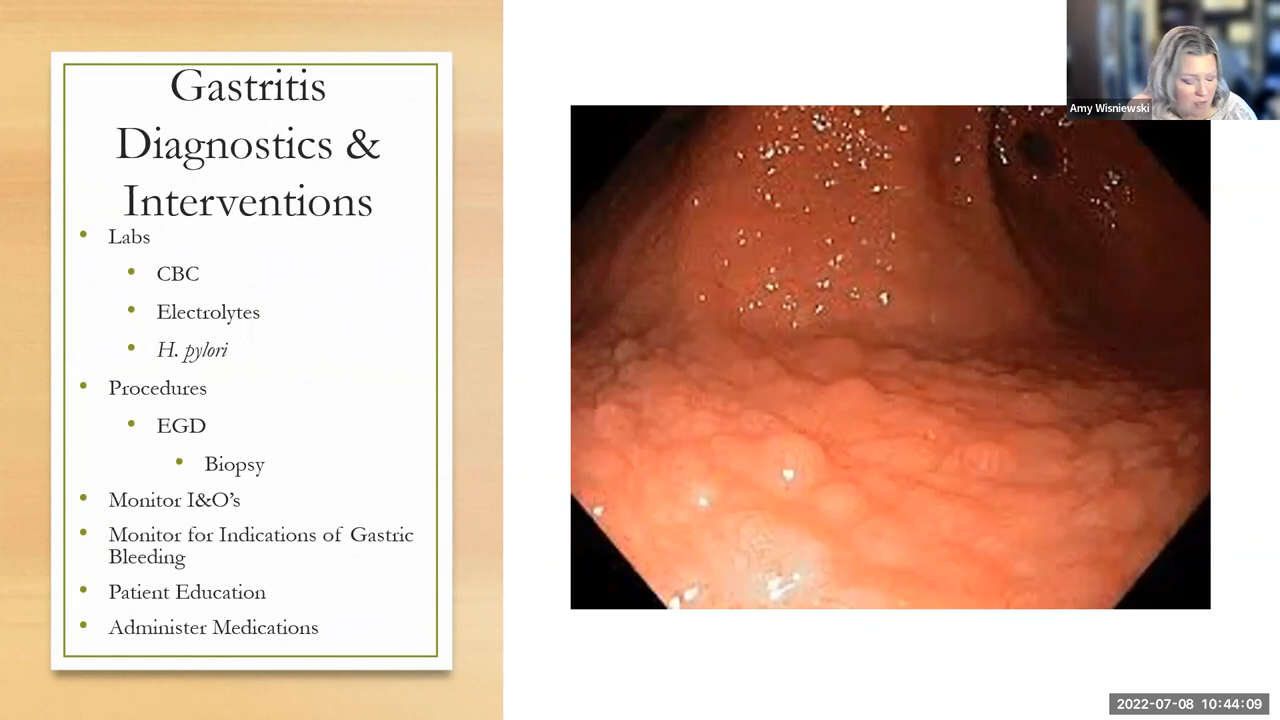 Gastritis
Diagnostics &
Interventions
• Labs
• CBC
• Electrolytes
• H. pylori
• Procedures
• EGD
• Biopsy
• Monitor I&O’s
• Monitor for Indications of Gastric
Bleeding
• Patient Education
• Administer Medications
Amy Wisniewski
2022-07-08 10:44:09